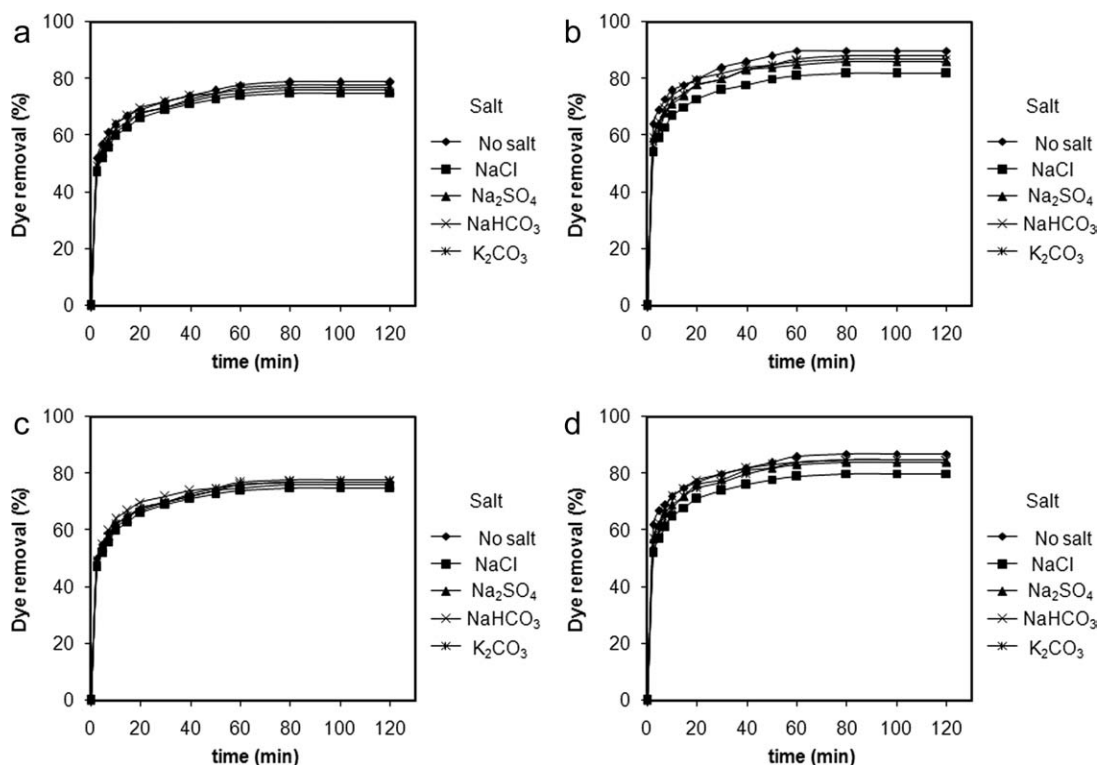 a
100
80
60
40
20
0
Dye removal (%)
0 20 40 60 80 100 120
time (min)
Salt
No salt
NaCl
Na₂SO₄
NaHCO₃
K₂CO₃
b
100
80
60
40
20
0
Dye removal (%)
0 20 40 60 80 100 120
time (min)
Salt
No salt
NaCl
Na₂SO₄
NaHCO₃
K₂CO₃
c
100
80
60
40
20
0
Dye removal (%)
0 20 40 60 80 100 120
time (min)
Salt
No salt
NaCl
Na₂SO₄
NaHCO₃
K₂CO₃
d
100
80
60
40
20
0
Dye removal (%)
0 20 40 60 80 100 120
time (min)
Salt
No salt
NaCl
Na₂SO₄
NaHCO₃
K₂CO₃